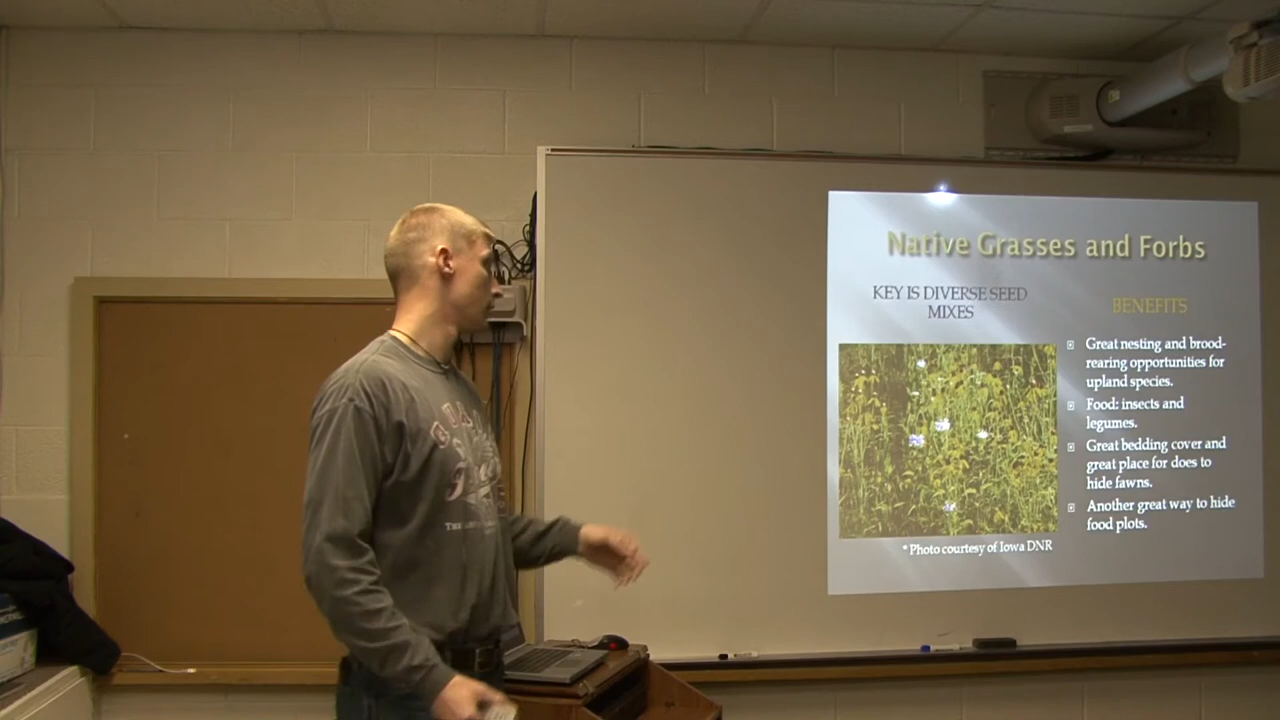 Native Grasses and Forbs
KEY IS DIVERSE SEED
MIXES
BENEFITS
Great nesting and brood-
rearing opportunities for
upland species.
Food: insects and
legumes.
Great bedding cover and
great place for does to
hide fawns.
Another great way to hide
food plots.
* Photo courtesy of Iowa DNR